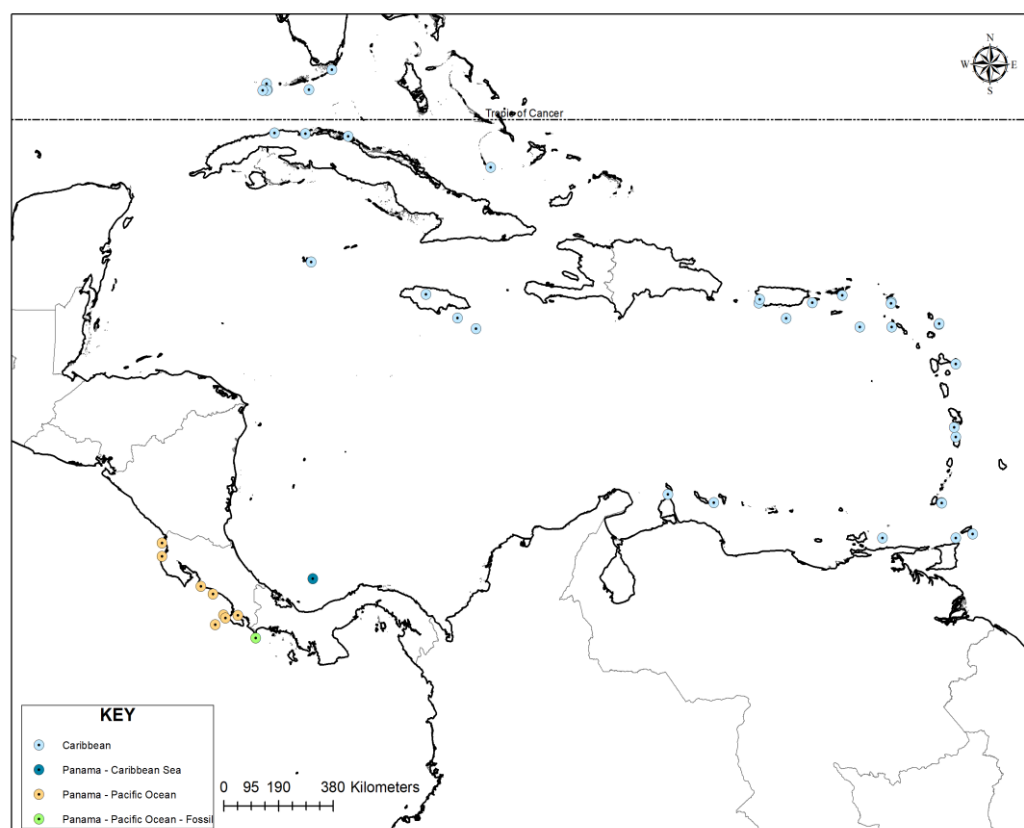 N
W E
S
Tropic of Cancer
KEY
Caribbean
Panama - Caribbean Sea
Panama - Pacific Ocean
Panama - Pacific Ocean - Fossil
0 95 190 380 Kilometers